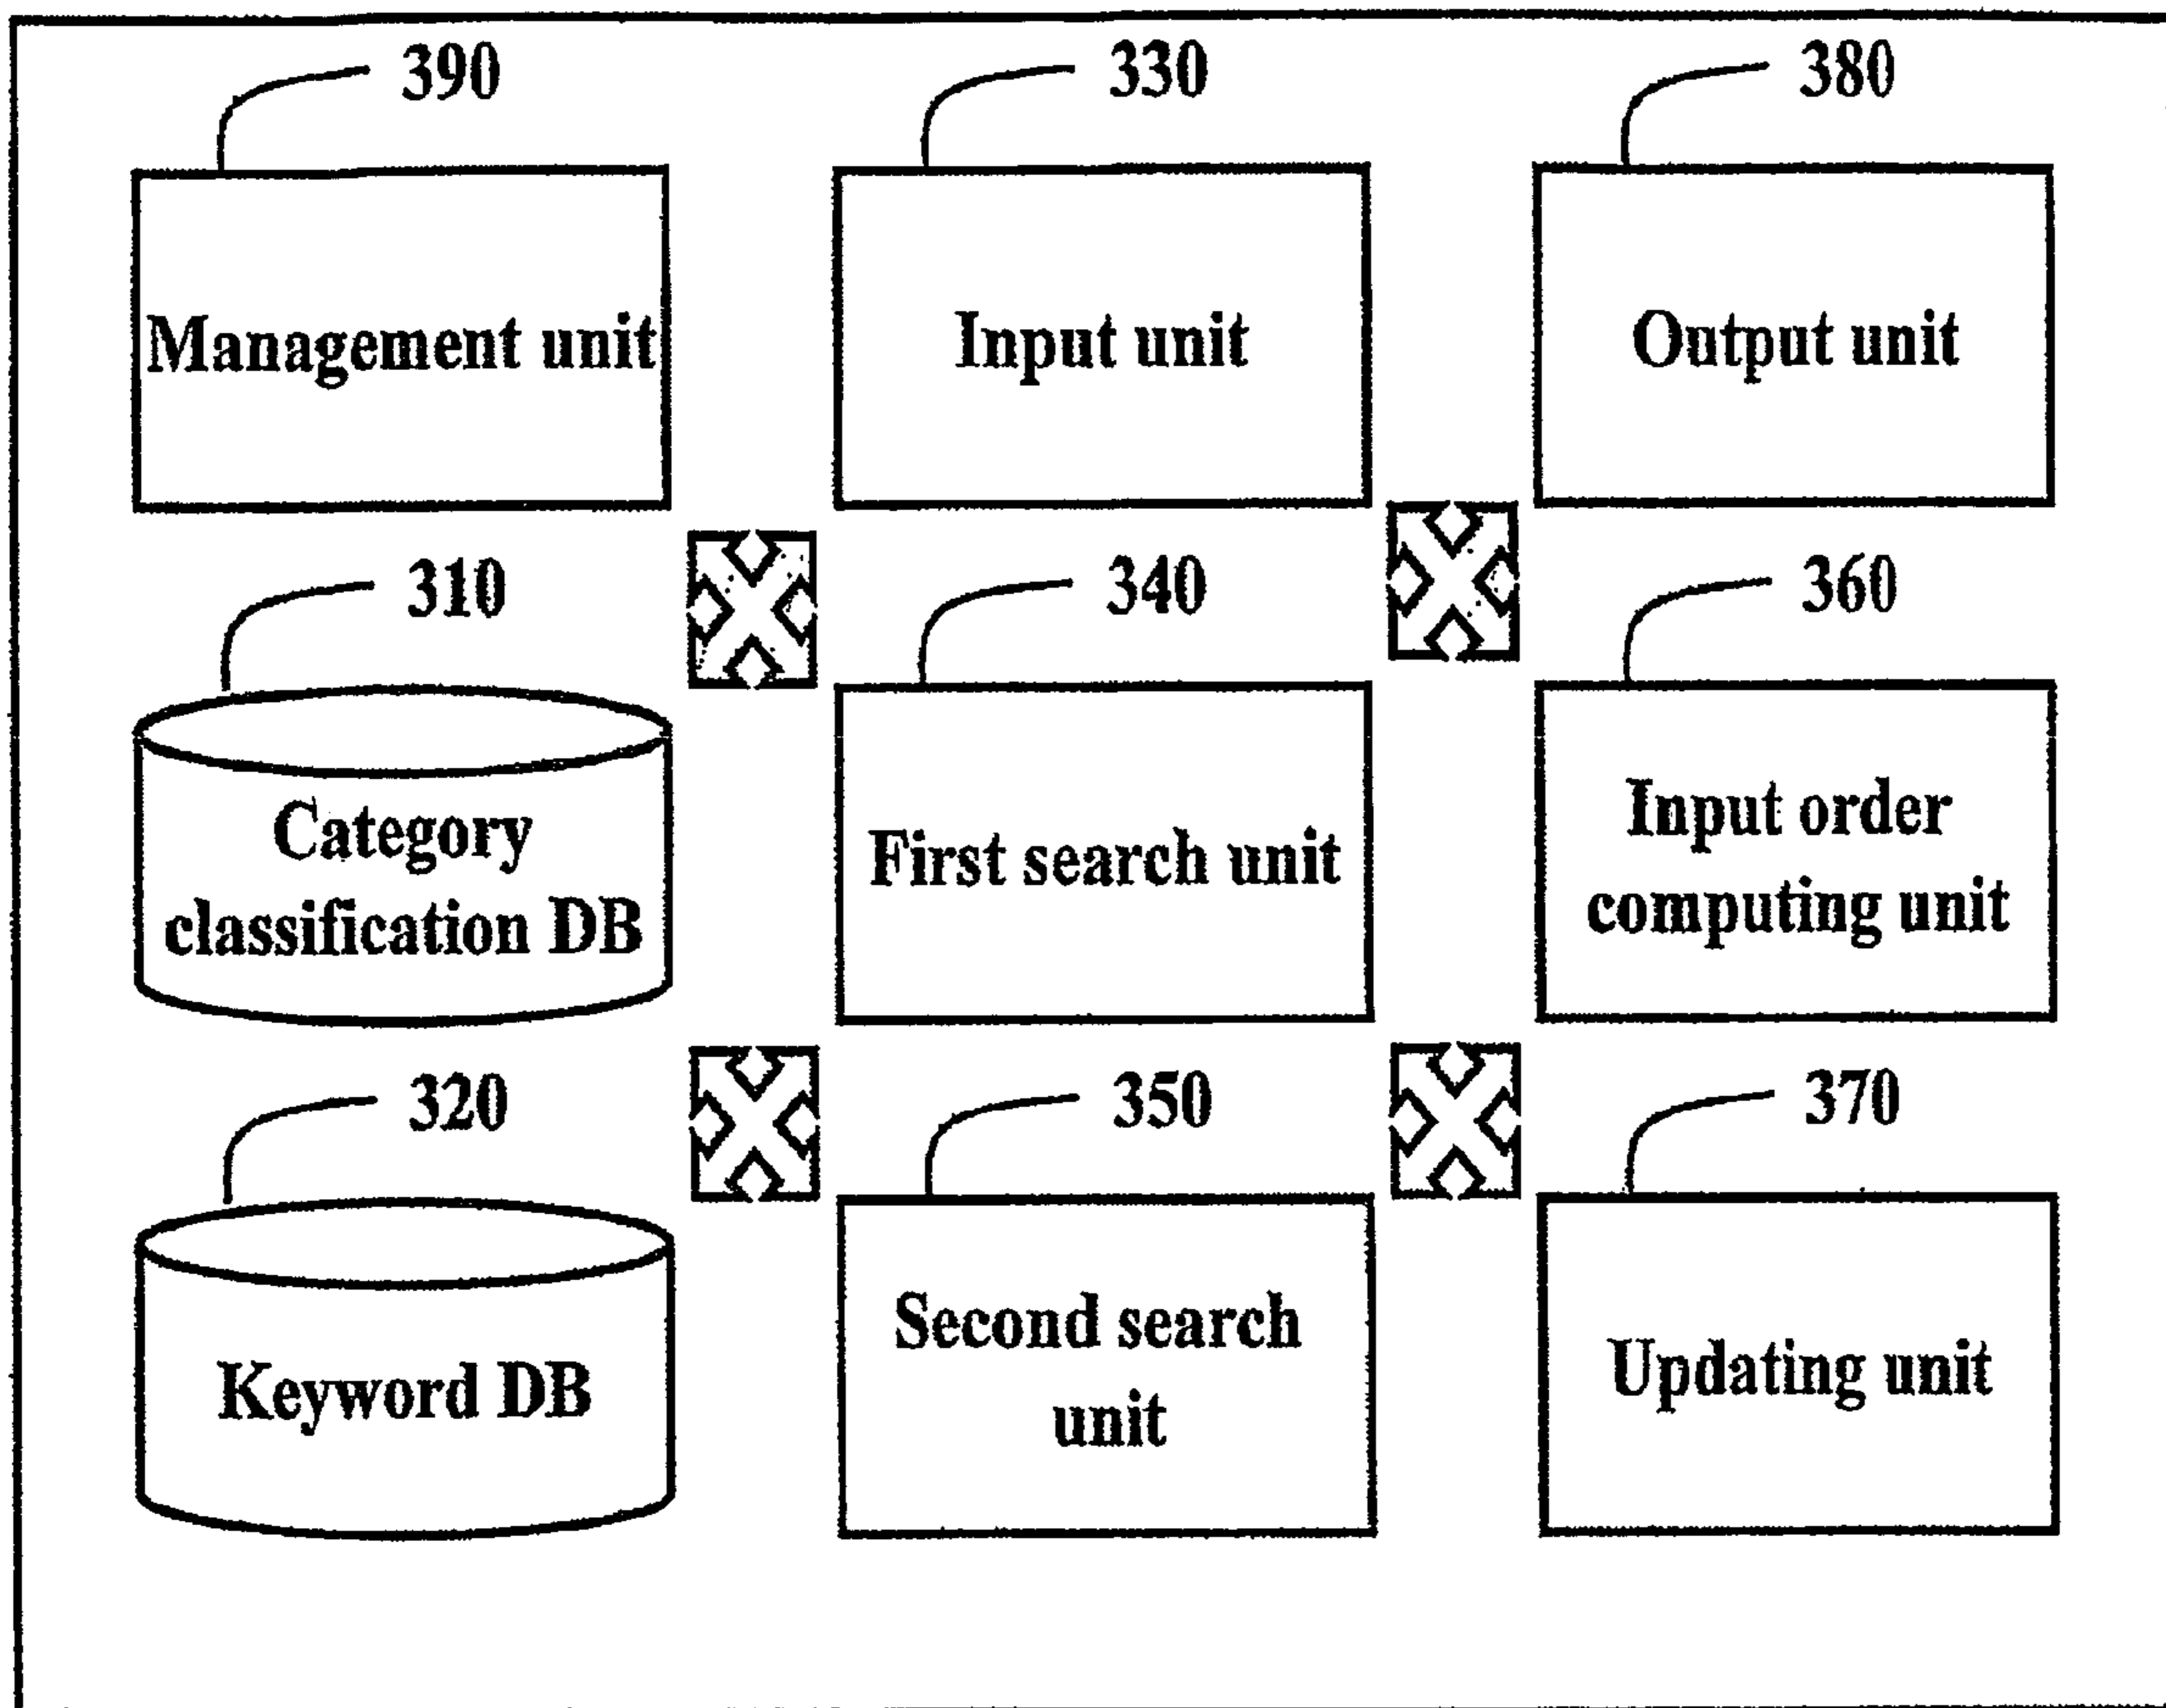 390
330
380
Management unit
Input unit
Output unit
310
340
360
Category
classification DB
First search unit
Input order
computing unit
320
350
370
Keyword DB
Second search
unit
Updating unit